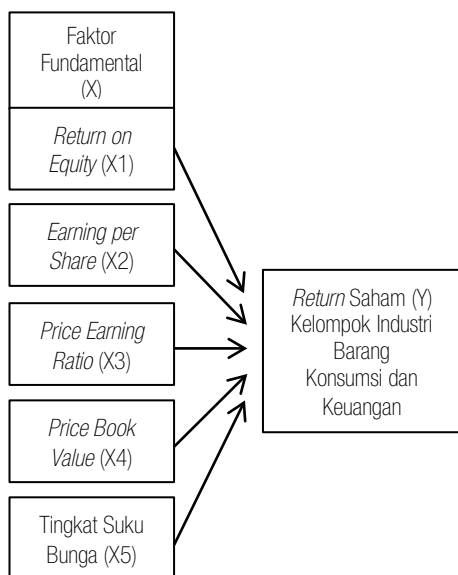 Faktor
Fundamental
(X)
Return on
Equity (X1)
Earning per
Share (X2)
Price Earning
Ratio (X3)
Price Book
Value (X4)
Tingkat Suku
Bunga (X5)
Return Saham (Y)
Kelompok Industri
Barang
Konsumsi dan
Keuangan